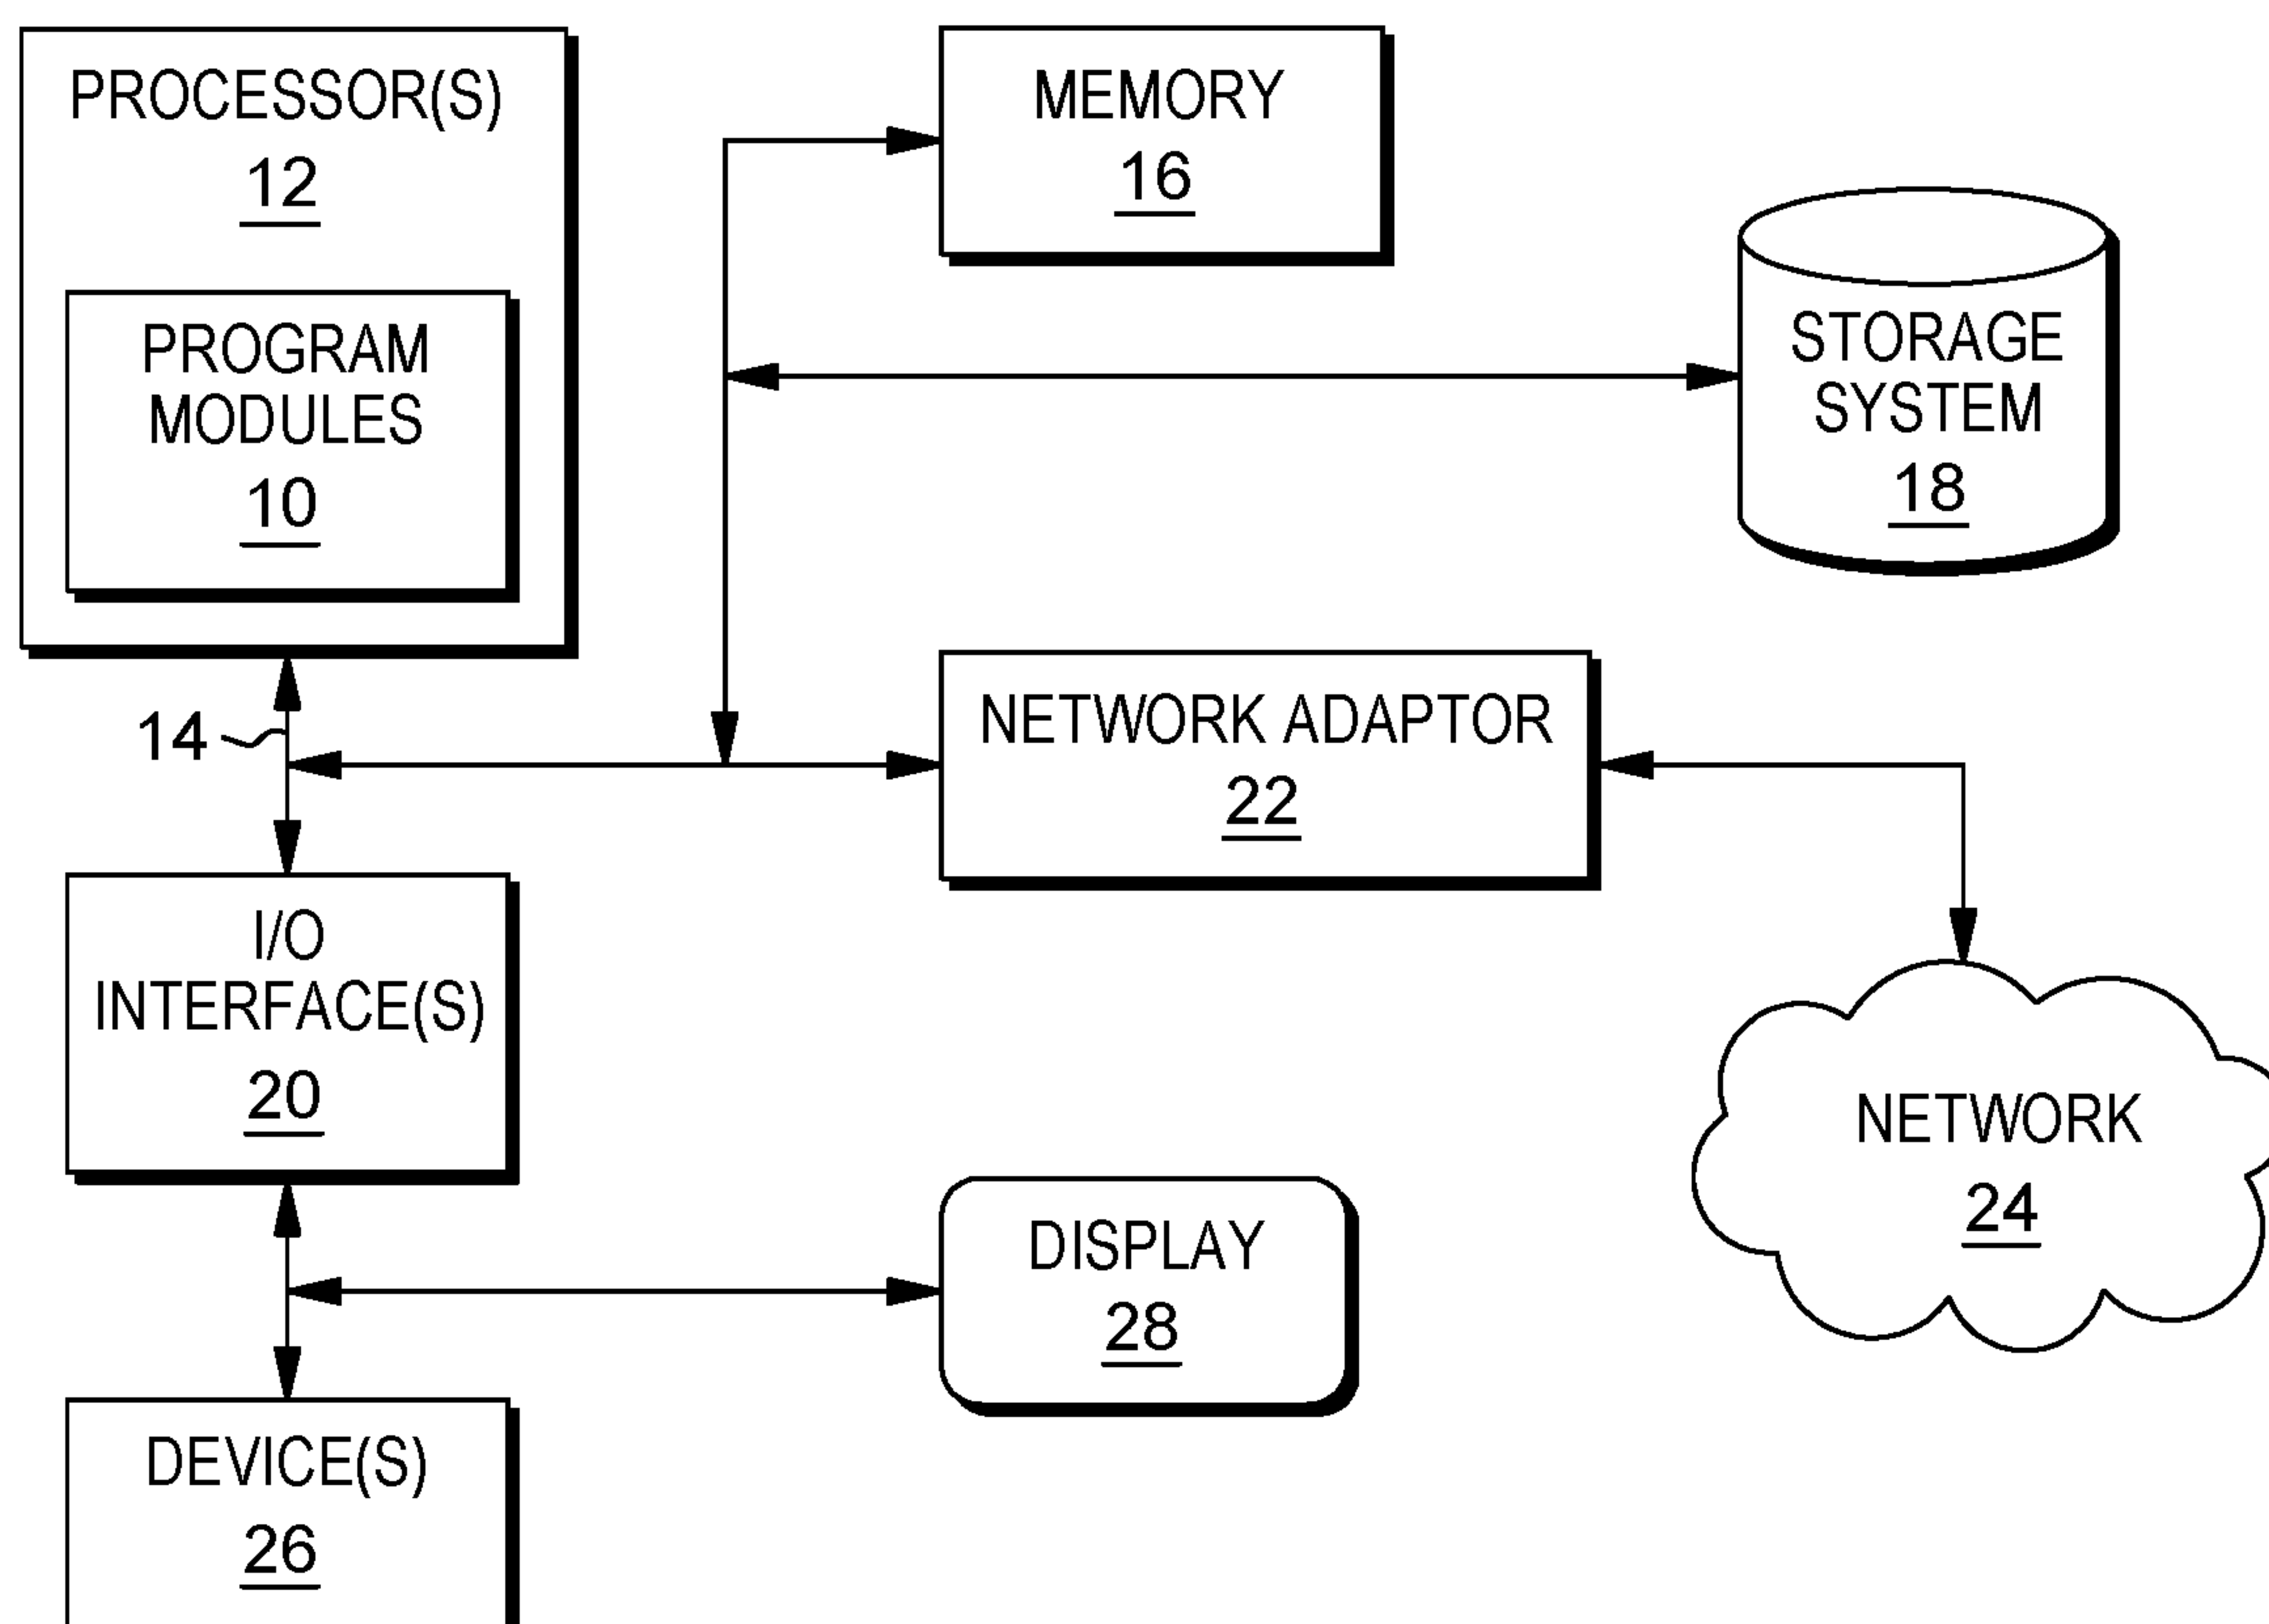 PROCESSOR(S)
12
PROGRAM
MODULES
10
MEMORY
16
STORAGE
SYSTEM
18
14
NETWORK ADAPTOR
22
I/O
INTERFACE(S)
20
NETWORK
24
DISPLAY
28
DEVICE(S)
26